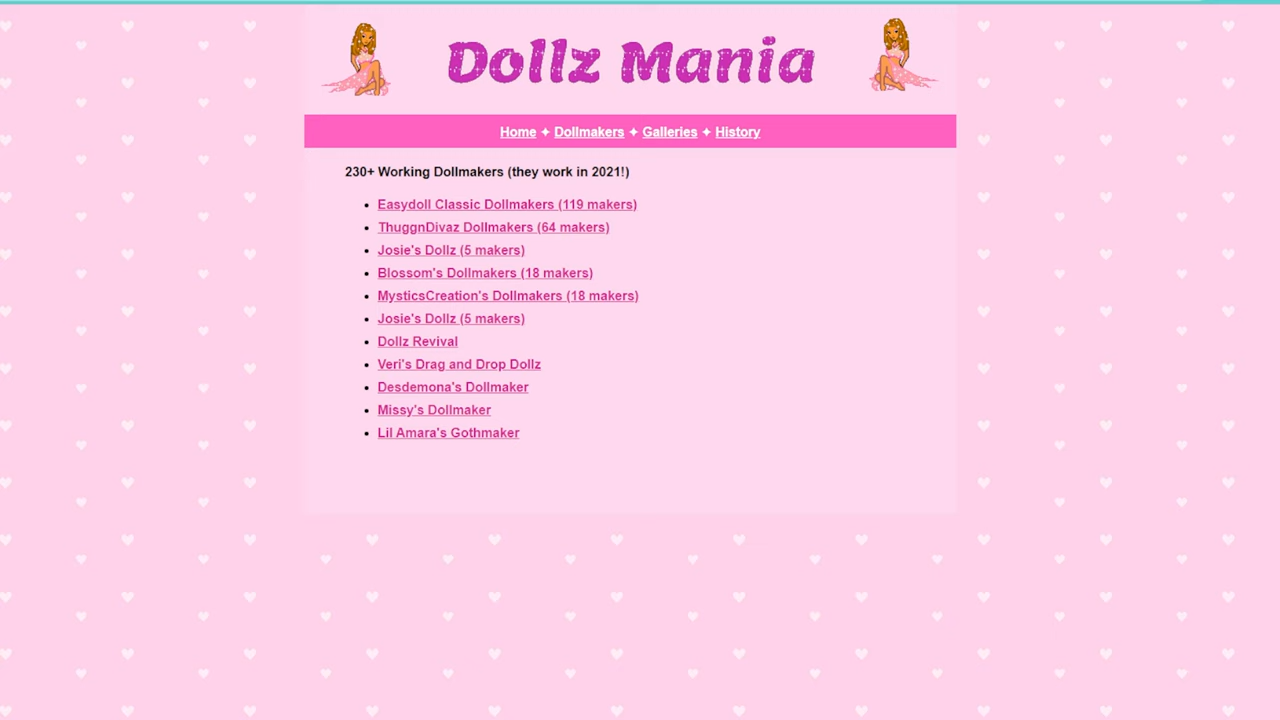 Dollz Mania
Home ✦ Dollmakers ✦ Galleries ✦ History
230+ Working Dollmakers (they work in 2021!)
Easydoll Classic Dollmakers (119 makers)
ThuggnDivaz Dollmakers (64 makers)
Josie's Dollz (5 makers)
Blossom's Dollmakers (18 makers)
MysticsCreation's Dollmakers (18 makers)
Josie's Dollz (5 makers)
Dollz Revival
Veri's Drag and Drop Dollz
Desdemona's Dollmaker
Missy's Dollmaker
Lil Amara's Gothmaker